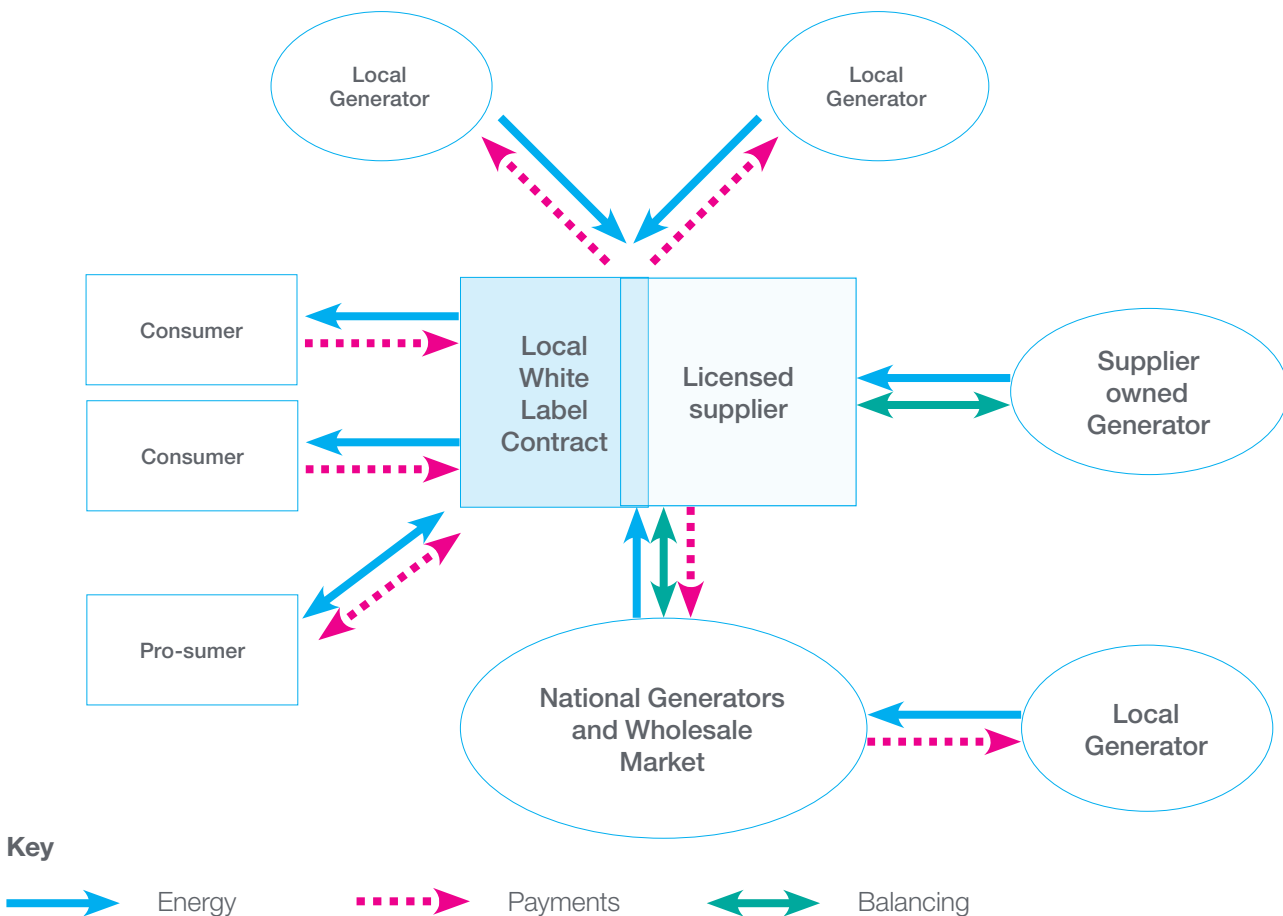 Local
Generator
Local
Generator
Consumer
Local
White
Label
Contract
Licensed
supplier
Supplier
owned
Generator
Consumer
Pro-sumer
National Generators
and Wholesale
Market
Local
Generator
Key
Energy
Payments
Balancing